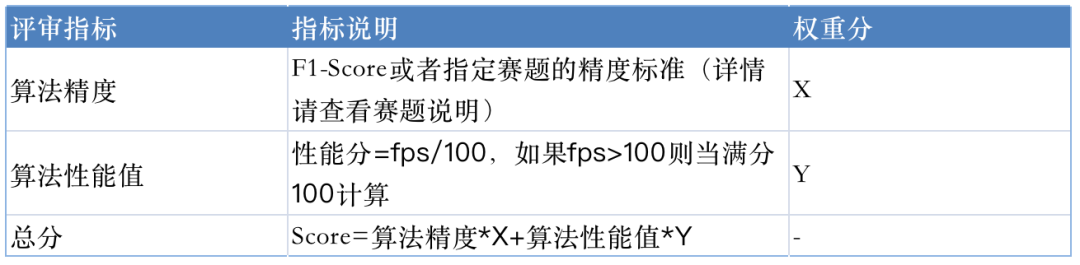 评审指标 指标说明 权重分
算法精度 F1-Score或者指定赛题的精度标准（详情
请查看赛题说明） X
算法性能值 性能分=fps/100，如果fps>100则当满分
100计算 Y
总分 Score=算法精度*X+算法性能值*Y -